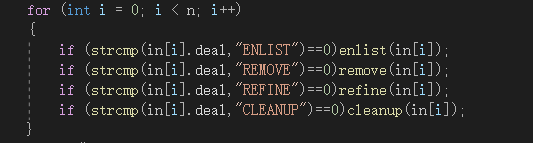 for (int i = 0; i < n; i++)
{
if (strcmp(in[i].deal,"ENLIST")==0)enlist(in[i]);
if (strcmp(in[i].deal,"REMOVE")==0)remove(in[i]);
if (strcmp(in[i].deal,"REFINE")==0)refine(in[i]);
if (strcmp(in[i].deal,"CLEANUP")==0)cleanup(in[i]);
}